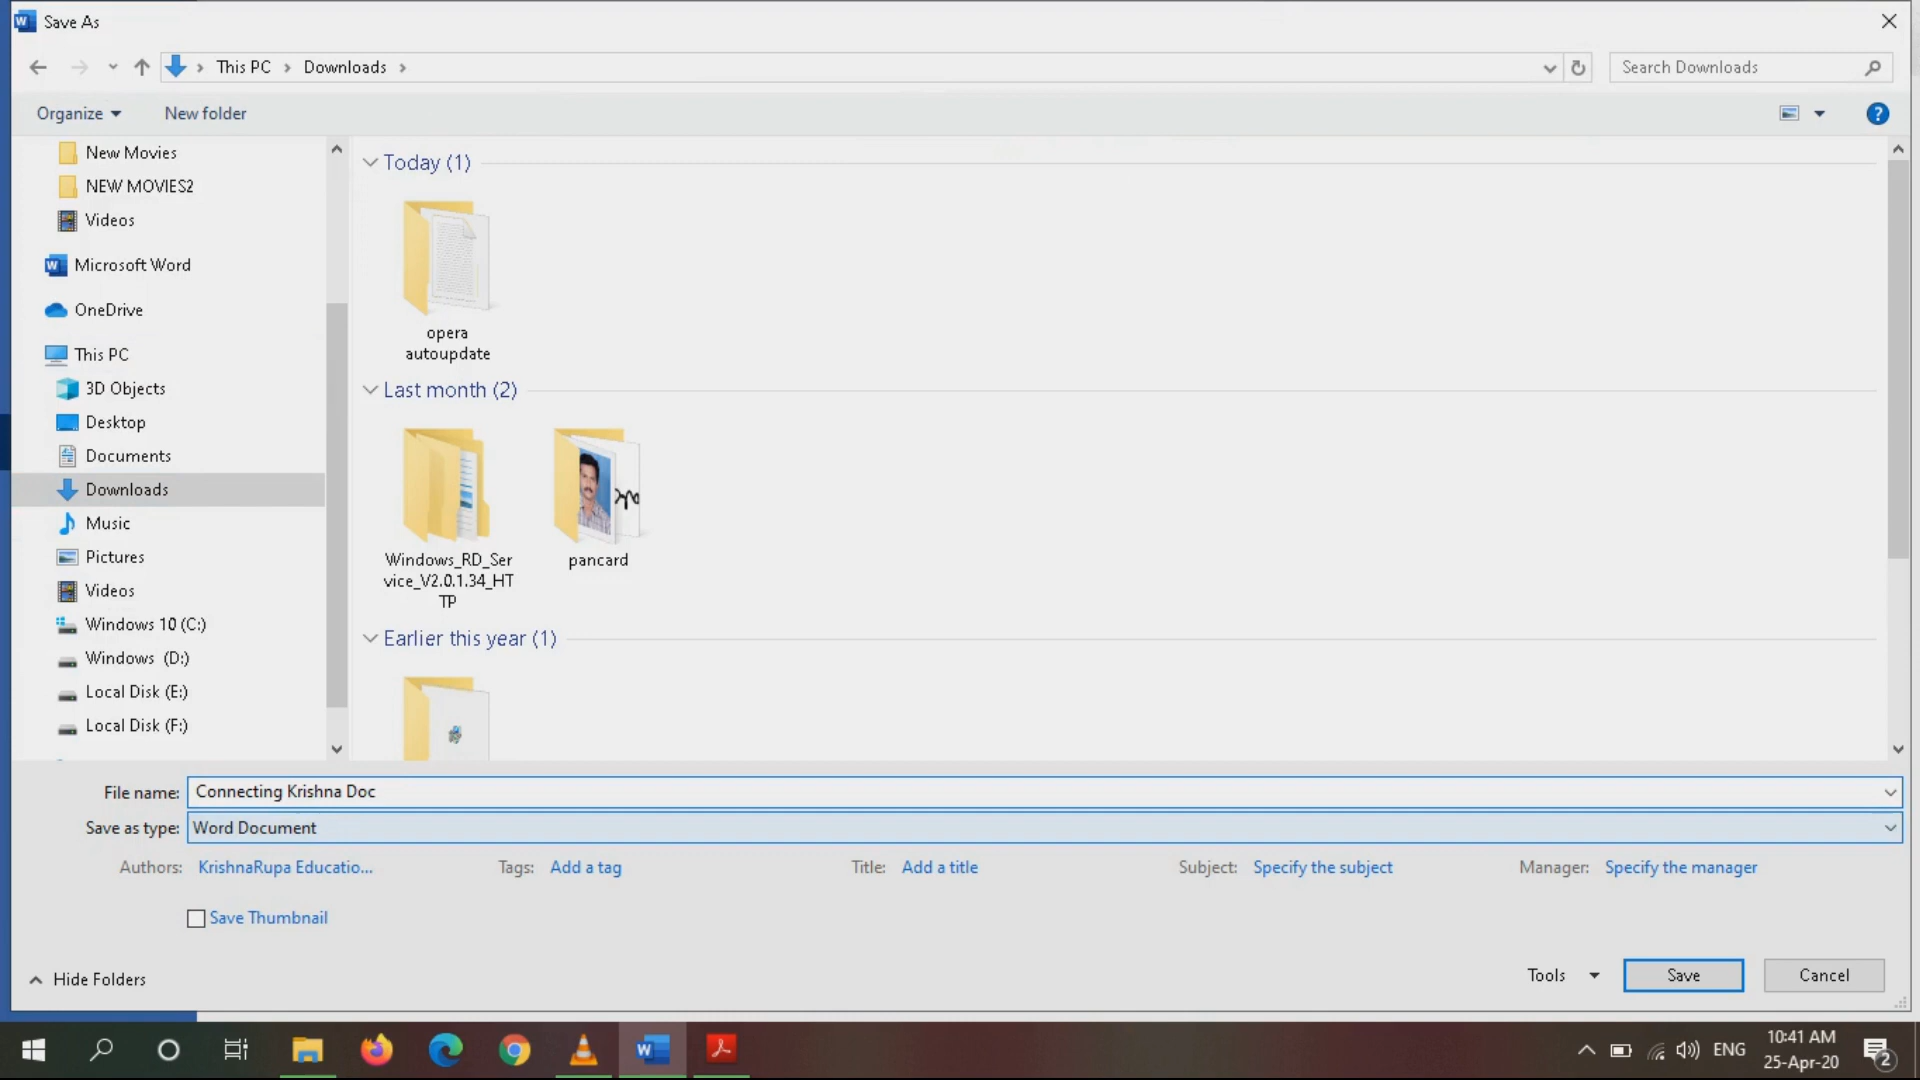 Save As
This PC
Downloads
Search Downloads
Organize
New folder
New Movies
NEW MOVIES2
Videos
Microsoft Word
OneDrive
This PC
3D Objects
Desktop
Documents
Downloads
Music
Pictures
Videos
Windows 10 (C:)
Windows (D:)
Local Disk (E:)
Local Disk (F:)
Today (1)
opera
autoupdate
Last month (2)
Windows_RD_Ser
vice_V2.0.1.34_HT
TP
pancard
Earlier this year (1)
File name: Connecting Krishna Doc
Save as type: Word Document
Authors: KrishnaRupa Educatio... Tags: Add a tag Title: Add a title Subject: Specify the subject Manager: Specify the manager
Save Thumbnail
Hide Folders
Tools
Save
Cancel
ENG
10:41 AM
25-Apr-20
2